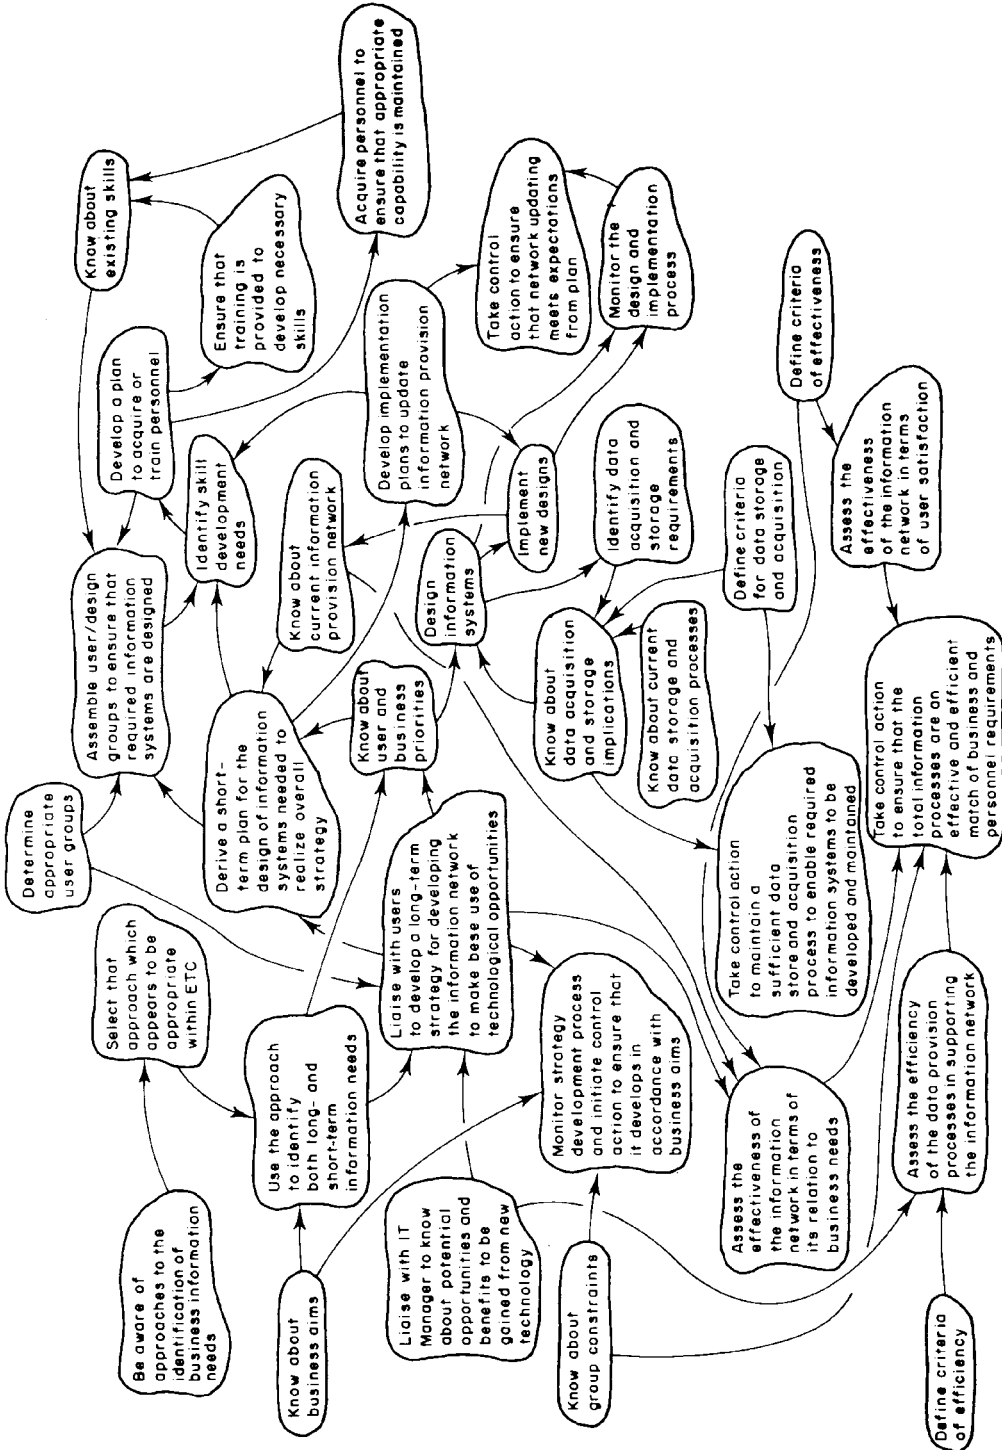 Be aware of
approaches to the
identification of
business information
needs
Select that
approach which
appears to be
appropriate
within ETC
Determine
appropriate
user groups
Assemble user/design
groups to ensure that
required information
systems are designed
Know about
existing skills
Develop a plan
to acquire or
train personnel
Ensure that
training is
provided to
develop necessary
skills
Acquire personnel to
ensure that appropriate
capability is maintained
Know about
business aims
Use the approach
to identify
both long- and
short-term
information needs
Derive a short-
term plan for the
design of information
systems needed to
realize overall
strategy
Identify skill
development
needs
Know about
current information
provision network
Develop implementation
plans to update
information provision
network
Liaise with IT
Manager to know
about potential
opportunities and
benefits to be
gained from new
technology
Liaise with users
to develop a long-term
strategy for developing
the information network
to make base use of
technological opportunities
Know about
user and
business
priorities
Design
information
systems
Implement
new designs
Take control
action to ensure
that network updating
meets expectations
from plan
Know about
group constraints
Monitor strategy
development process
and initiate control
action to ensure that
it develops in
accordance with
business aims
Know about
data acquisition
and storage
implications
Identify data
acquisition and
storage
requirements
Monitor the
design and
implementation
process
Know about current
data storage and
acquisition processes
Take control action
to maintain a
sufficient data
store and acquisition
process to enable required
information systems to be
developed and maintained
Define criteria
for data storage
and acquisition
Define criteria
of effectiveness
Assess the
effectiveness of
the information
network in terms of
its relation to
business needs
Assess the
effectiveness
of the information
network in terms
of user satisfaction
Define criteria
of efficiency
Assess the efficiency
of the data provision
processes in supporting
the information network
Take control action
to ensure that the
total information
processes are an
effective and efficient
match of business and
personnel requirements